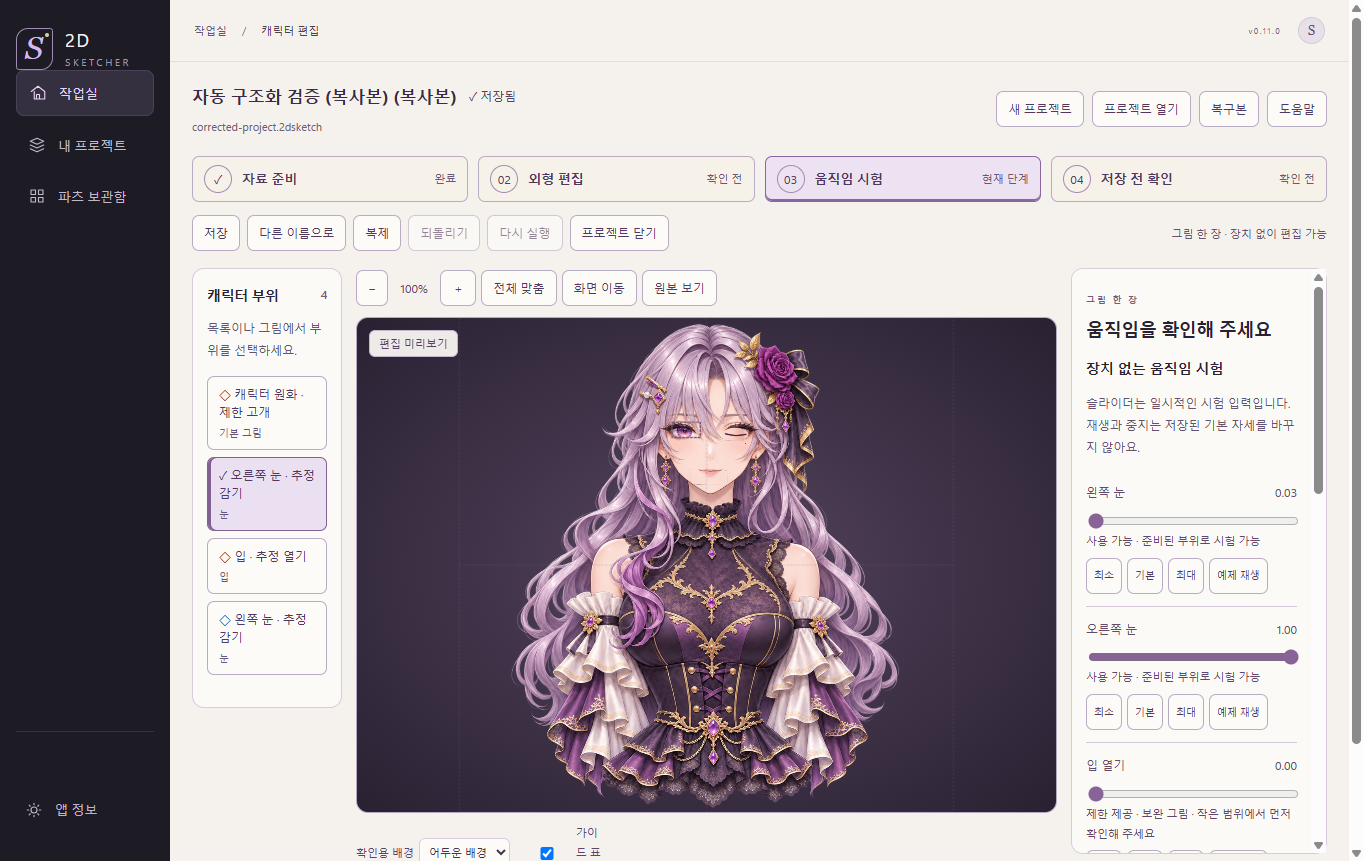 S
2D
SKETCHER
작업실
내 프로젝트
파츠 보관함
앱 정보
작업실 / 캐릭터 편집
v0.11.0
S
자동 구조화 검증 (복사본) (복사본) ✓ 저장됨
corrected-project.2dsketch
새 프로젝트
프로젝트 열기
복구본
도움말
✓ 자료 준비 완료
02 외형 편집 확인 전
03 움직임 시험 현재 단계
04 저장 전 확인 확인 전
저장
다른 이름으로
복제
되돌리기
다시 실행
프로젝트 닫기
그림 한 장 · 장치 없이 편집 가능
캐릭터 부위 4
목록이나 그림에서 부
위를 선택하세요.
◇ 캐릭터 원화 ·
제한 고개
기본 그림
✓ 오른쪽 눈 · 추정
감기
눈
◇ 입 · 추정 열기
입
◇ 왼쪽 눈 · 추정
감기
눈
− 100% +
전체 맞춤
화면 이동
원본 보기
편집 미리보기
확인용 배경
어두운 배경
가이
드 표
그림 한 장
움직임을 확인해 주세요
장치 없는 움직임 시험
슬라이더는 일시적인 시험 입력입니다.
재생과 중지는 저장된 기본 자세를 바꾸
지 않아요.
왼쪽 눈 0.03
사용 가능 · 준비된 부위로 시험 가능
최소 기본 최대 예제 재생
오른쪽 눈 1.00
사용 가능 · 준비된 부위로 시험 가능
최소 기본 최대 예제 재생
입 열기 0.00
제한 제공 · 보완 그림 · 작은 범위에서 먼저
확인해 주세요